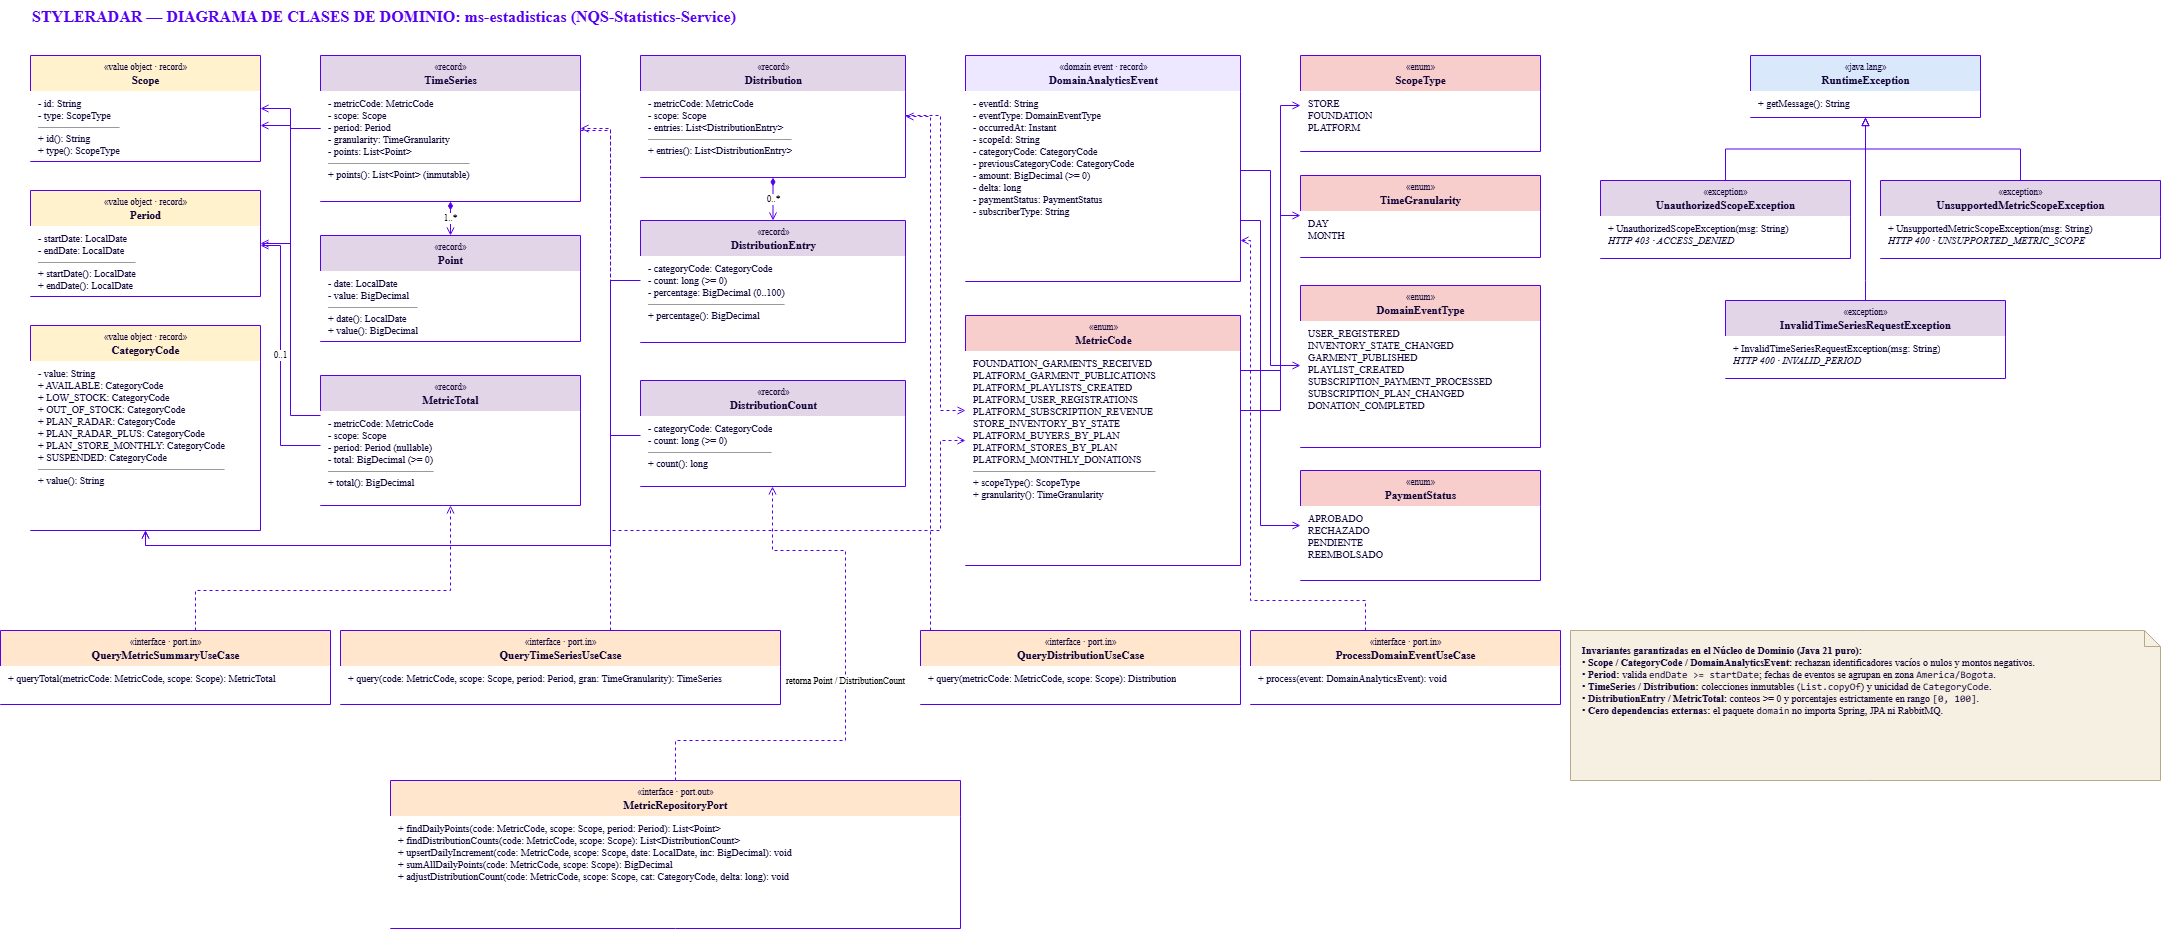 STYLERADAR — DIAGRAMA DE CLASES DE DOMINIO: ms-estadisticas (NQS-Statistics-Service)
«value object · record»
Scope
- id: String
- type: ScopeType
+ id(): String
+ type(): ScopeType
«value object · record»
Period
- startDate: LocalDate
- endDate: LocalDate
+ startDate(): LocalDate
+ endDate(): LocalDate
«value object · record»
CategoryCode
- value: String
+ AVAILABLE: CategoryCode
+ LOW_STOCK: CategoryCode
+ OUT_OF_STOCK: CategoryCode
+ PLAN_RADAR: CategoryCode
+ PLAN_RADAR_PLUS: CategoryCode
+ PLAN_STORE_MONTHLY: CategoryCode
+ SUSPENDED: CategoryCode
+ value(): String
0..1
«record»
TimeSeries
- metricCode: MetricCode
- scope: Scope
- period: Period
- granularity: TimeGranularity
- points: List<Point>
+ points(): List<Point> (inmutable)
1..*
«record»
Point
- date: LocalDate
- value: BigDecimal
+ date(): LocalDate
+ value(): BigDecimal
«record»
MetricTotal
- metricCode: MetricCode
- scope: Scope
- period: Period (nullable)
- total: BigDecimal (>= 0)
+ total(): BigDecimal
«record»
Distribution
- metricCode: MetricCode
- scope: Scope
- entries: List<DistributionEntry>
+ entries(): List<DistributionEntry>
0..*
«record»
DistributionEntry
- categoryCode: CategoryCode
- count: long (>= 0)
- percentage: BigDecimal (0..100)
+ percentage(): BigDecimal
«record»
DistributionCount
- categoryCode: CategoryCode
- count: long (>= 0)
+ count(): long
«domain event · record»
DomainAnalyticsEvent
- eventId: String
- eventType: DomainEventType
- occurredAt: Instant
- scopeId: String
- categoryCode: CategoryCode
- previousCategoryCode: CategoryCode
- amount: BigDecimal (>= 0)
- delta: long
- paymentStatus: PaymentStatus
- subscriberType: String
«enum»
MetricCode
FOUNDATION_GARMENTS_RECEIVED
PLATFORM_GARMENT_PUBLICATIONS
PLATFORM_PLAYLISTS_CREATED
PLATFORM_USER_REGISTRATIONS
PLATFORM_SUBSCRIPTION_REVENUE
STORE_INVENTORY_BY_STATE
PLATFORM_BUYERS_BY_PLAN
PLATFORM_STORES_BY_PLAN
PLATFORM_MONTHLY_DONATIONS
+ scopeType(): ScopeType
+ granularity(): TimeGranularity
«enum»
ScopeType
STORE
FOUNDATION
PLATFORM
«enum»
TimeGranularity
DAY
MONTH
«enum»
DomainEventType
USER_REGISTERED
INVENTORY_STATE_CHANGED
GARMENT_PUBLISHED
PLAYLIST_CREATED
SUBSCRIPTION_PAYMENT_PROCESSED
SUBSCRIPTION_PLAN_CHANGED
DONATION_COMPLETED
«enum»
PaymentStatus
APROBADO
RECHAZADO
PENDIENTE
REEMBOLSADO
«java.lang»
RuntimeException
+ getMessage(): String
«exception»
UnauthorizedScopeException
+ UnauthorizedScopeException(msg: String)
HTTP 403 · ACCESS_DENIED
«exception»
UnsupportedMetricScopeException
+ UnsupportedMetricScopeException(msg: String)
HTTP 400 · UNSUPPORTED_METRIC_SCOPE
«exception»
InvalidTimeSeriesRequestException
+ InvalidTimeSeriesRequestException(msg: String)
HTTP 400 · INVALID_PERIOD
«interface · port.in»
QueryMetricSummaryUseCase
+ queryTotal(metricCode: MetricCode, scope: Scope): MetricTotal
«interface · port.in»
QueryTimeSeriesUseCase
+ query(code: MetricCode, scope: Scope, period: Period, gran: TimeGranularity): TimeSeries
retorna Point / DistributionCount
«interface · port.in»
QueryDistributionUseCase
+ query(metricCode: MetricCode, scope: Scope): Distribution
«interface · port.in»
ProcessDomainEventUseCase
+ process(event: DomainAnalyticsEvent): void
Invariantes garantizadas en el Núcleo de Dominio (Java 21 puro):
• Scope / CategoryCode / DomainAnalyticsEvent: rechazan identificadores vacíos o nulos y montos negativos.
• Period: valida endDate >= startDate; fechas de eventos se agrupan en zona America/Bogota.
• TimeSeries / Distribution: colecciones inmutables (List.copyOf) y unicidad de CategoryCode.
• DistributionEntry / MetricTotal: conteos >= 0 y porcentajes estrictamente en rango [0, 100].
• Cero dependencias externas: el paquete domain no importa Spring, JPA ni RabbitMQ.
«interface · port.out»
MetricRepositoryPort
+ findDailyPoints(code: MetricCode, scope: Scope, period: Period): List<Point>
+ findDistributionCounts(code: MetricCode, scope: Scope): List<DistributionCount>
+ upsertDailyIncrement(code: MetricCode, scope: Scope, date: LocalDate, inc: BigDecimal): void
+ sumAllDailyPoints(code: MetricCode, scope: Scope): BigDecimal
+ adjustDistributionCount(code: MetricCode, scope: Scope, cat: CategoryCode, delta: long): void